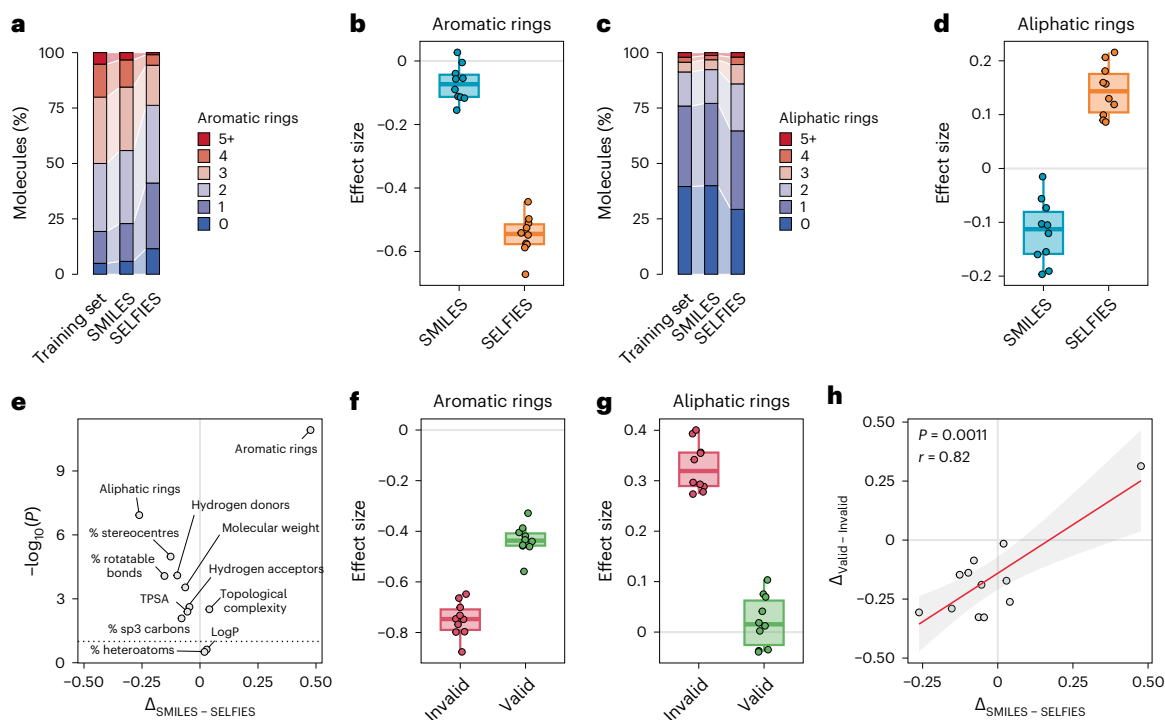 a
Molecules (%)
100
75
50
25
0
Training set
SMILES
SELFIES
Aromatic rings
5+
4
3
2
1
0
b
Aromatic rings
Effect size
0
−0.2
−0.4
−0.6
SMILES
SELFIES
c
Molecules (%)
100
75
50
25
0
Training set
SMILES
SELFIES
Aliphatic rings
5+
4
3
2
1
0
d
Aliphatic rings
Effect size
0.2
0.1
0
−0.1
−0.2
SMILES
SELFIES
e
−log10(P)
9
6
3
0
Aromatic rings
Aliphatic rings
Hydrogen donors
% stereocentres
Molecular weight
% rotatable
bonds
Hydrogen acceptors
TPSA
Topological
complexity
% sp3 carbons
LogP
% heteroatoms
−0.50
−0.25
0
0.25
0.50
ΔSMILES – SELFIES
f
Aromatic rings
Effect size
0
−0.2
−0.4
−0.6
−0.8
Invalid
Valid
g
Aliphatic rings
Effect size
0.4
0.3
0.2
0.1
0
Invalid
Valid
h
ΔValid – Invalid
0.50
0.25
0
−0.25
−0.50
P = 0.0011
r = 0.82
−0.25
0
0.25
0.50
ΔSMILES – SELFIES